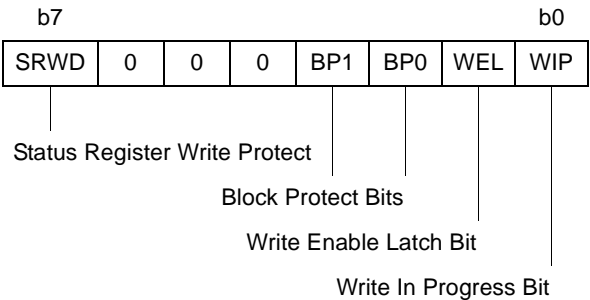 b7 b0
SRWD 0 0 0 BP1 BP0 WEL WIP
Status Register Write Protect
Block Protect Bits
Write Enable Latch Bit
Write In Progress Bit